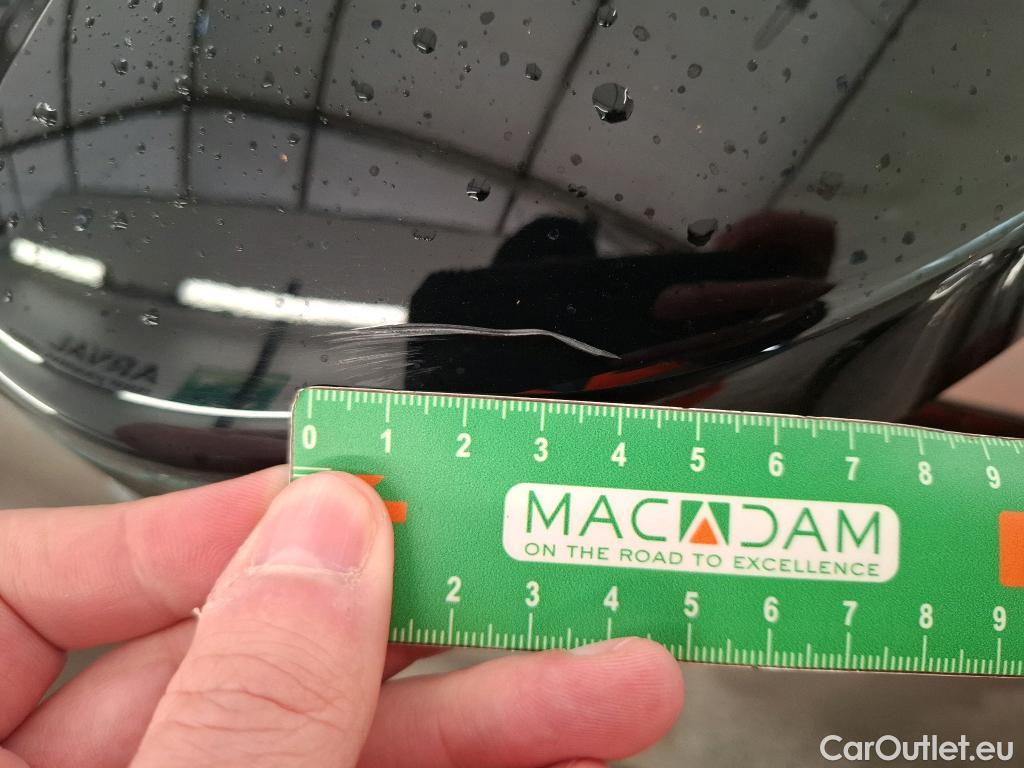 ARVAL
0 1 2 3 4 5 6 7 8 9
MACADAM
ON THE ROAD TO EXCELLENCE
2 3 4 5 6 7 8 9
CarOutlet.eu